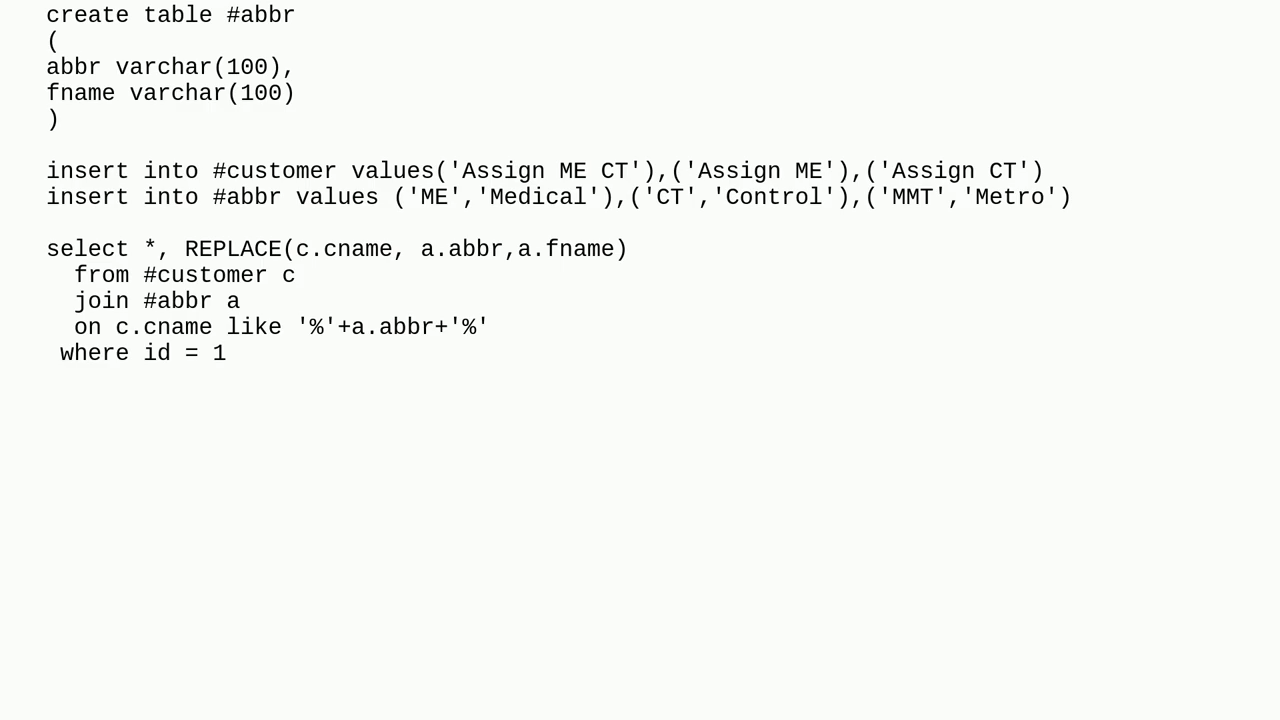 create table #abbr
(
abbr varchar(100),
fname varchar(100)
)

insert into #customer values('Assign ME CT'),('Assign ME'),('Assign CT')
insert into #abbr values ('ME','Medical'),('CT','Control'),('MMT','Metro')

select *, REPLACE(c.cname, a.abbr,a.fname)
  from #customer c
  join #abbr a
  on c.cname like '%'+a.abbr+'%'
 where id = 1